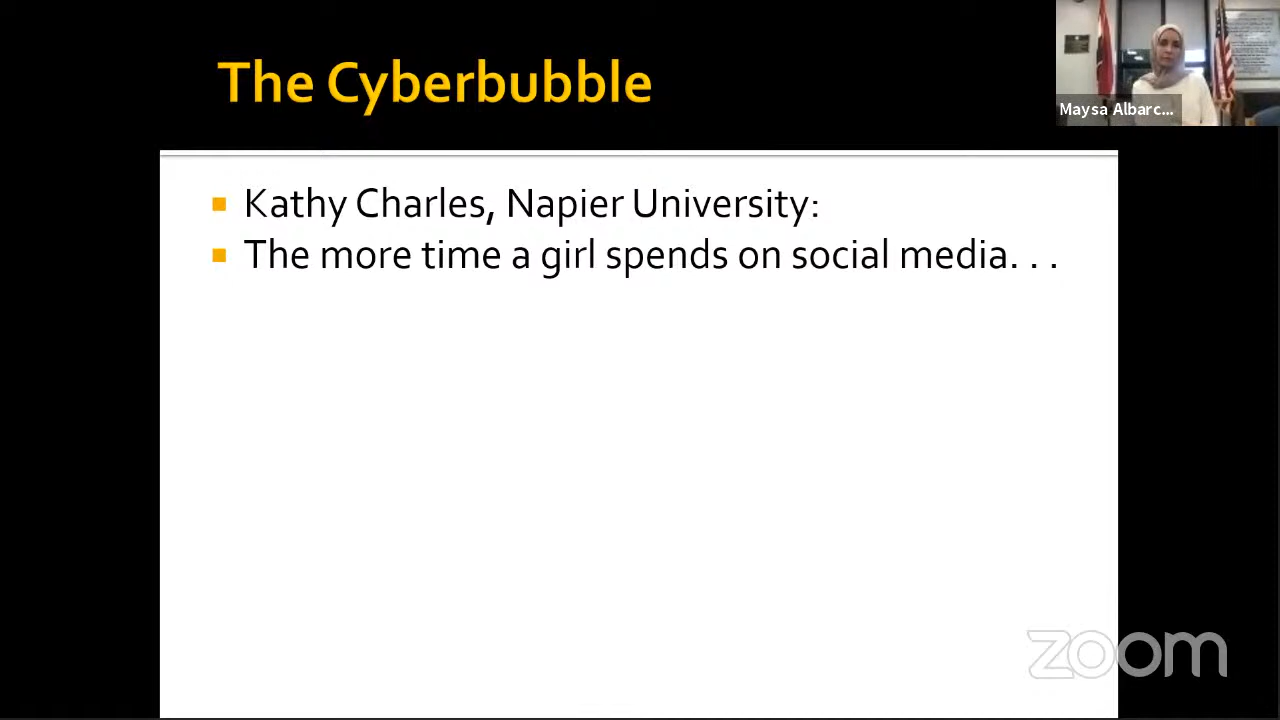 The Cyberbubble
Maysa Albarc...
Kathy Charles, Napier University:
The more time a girl spends on social media. . .
zoom